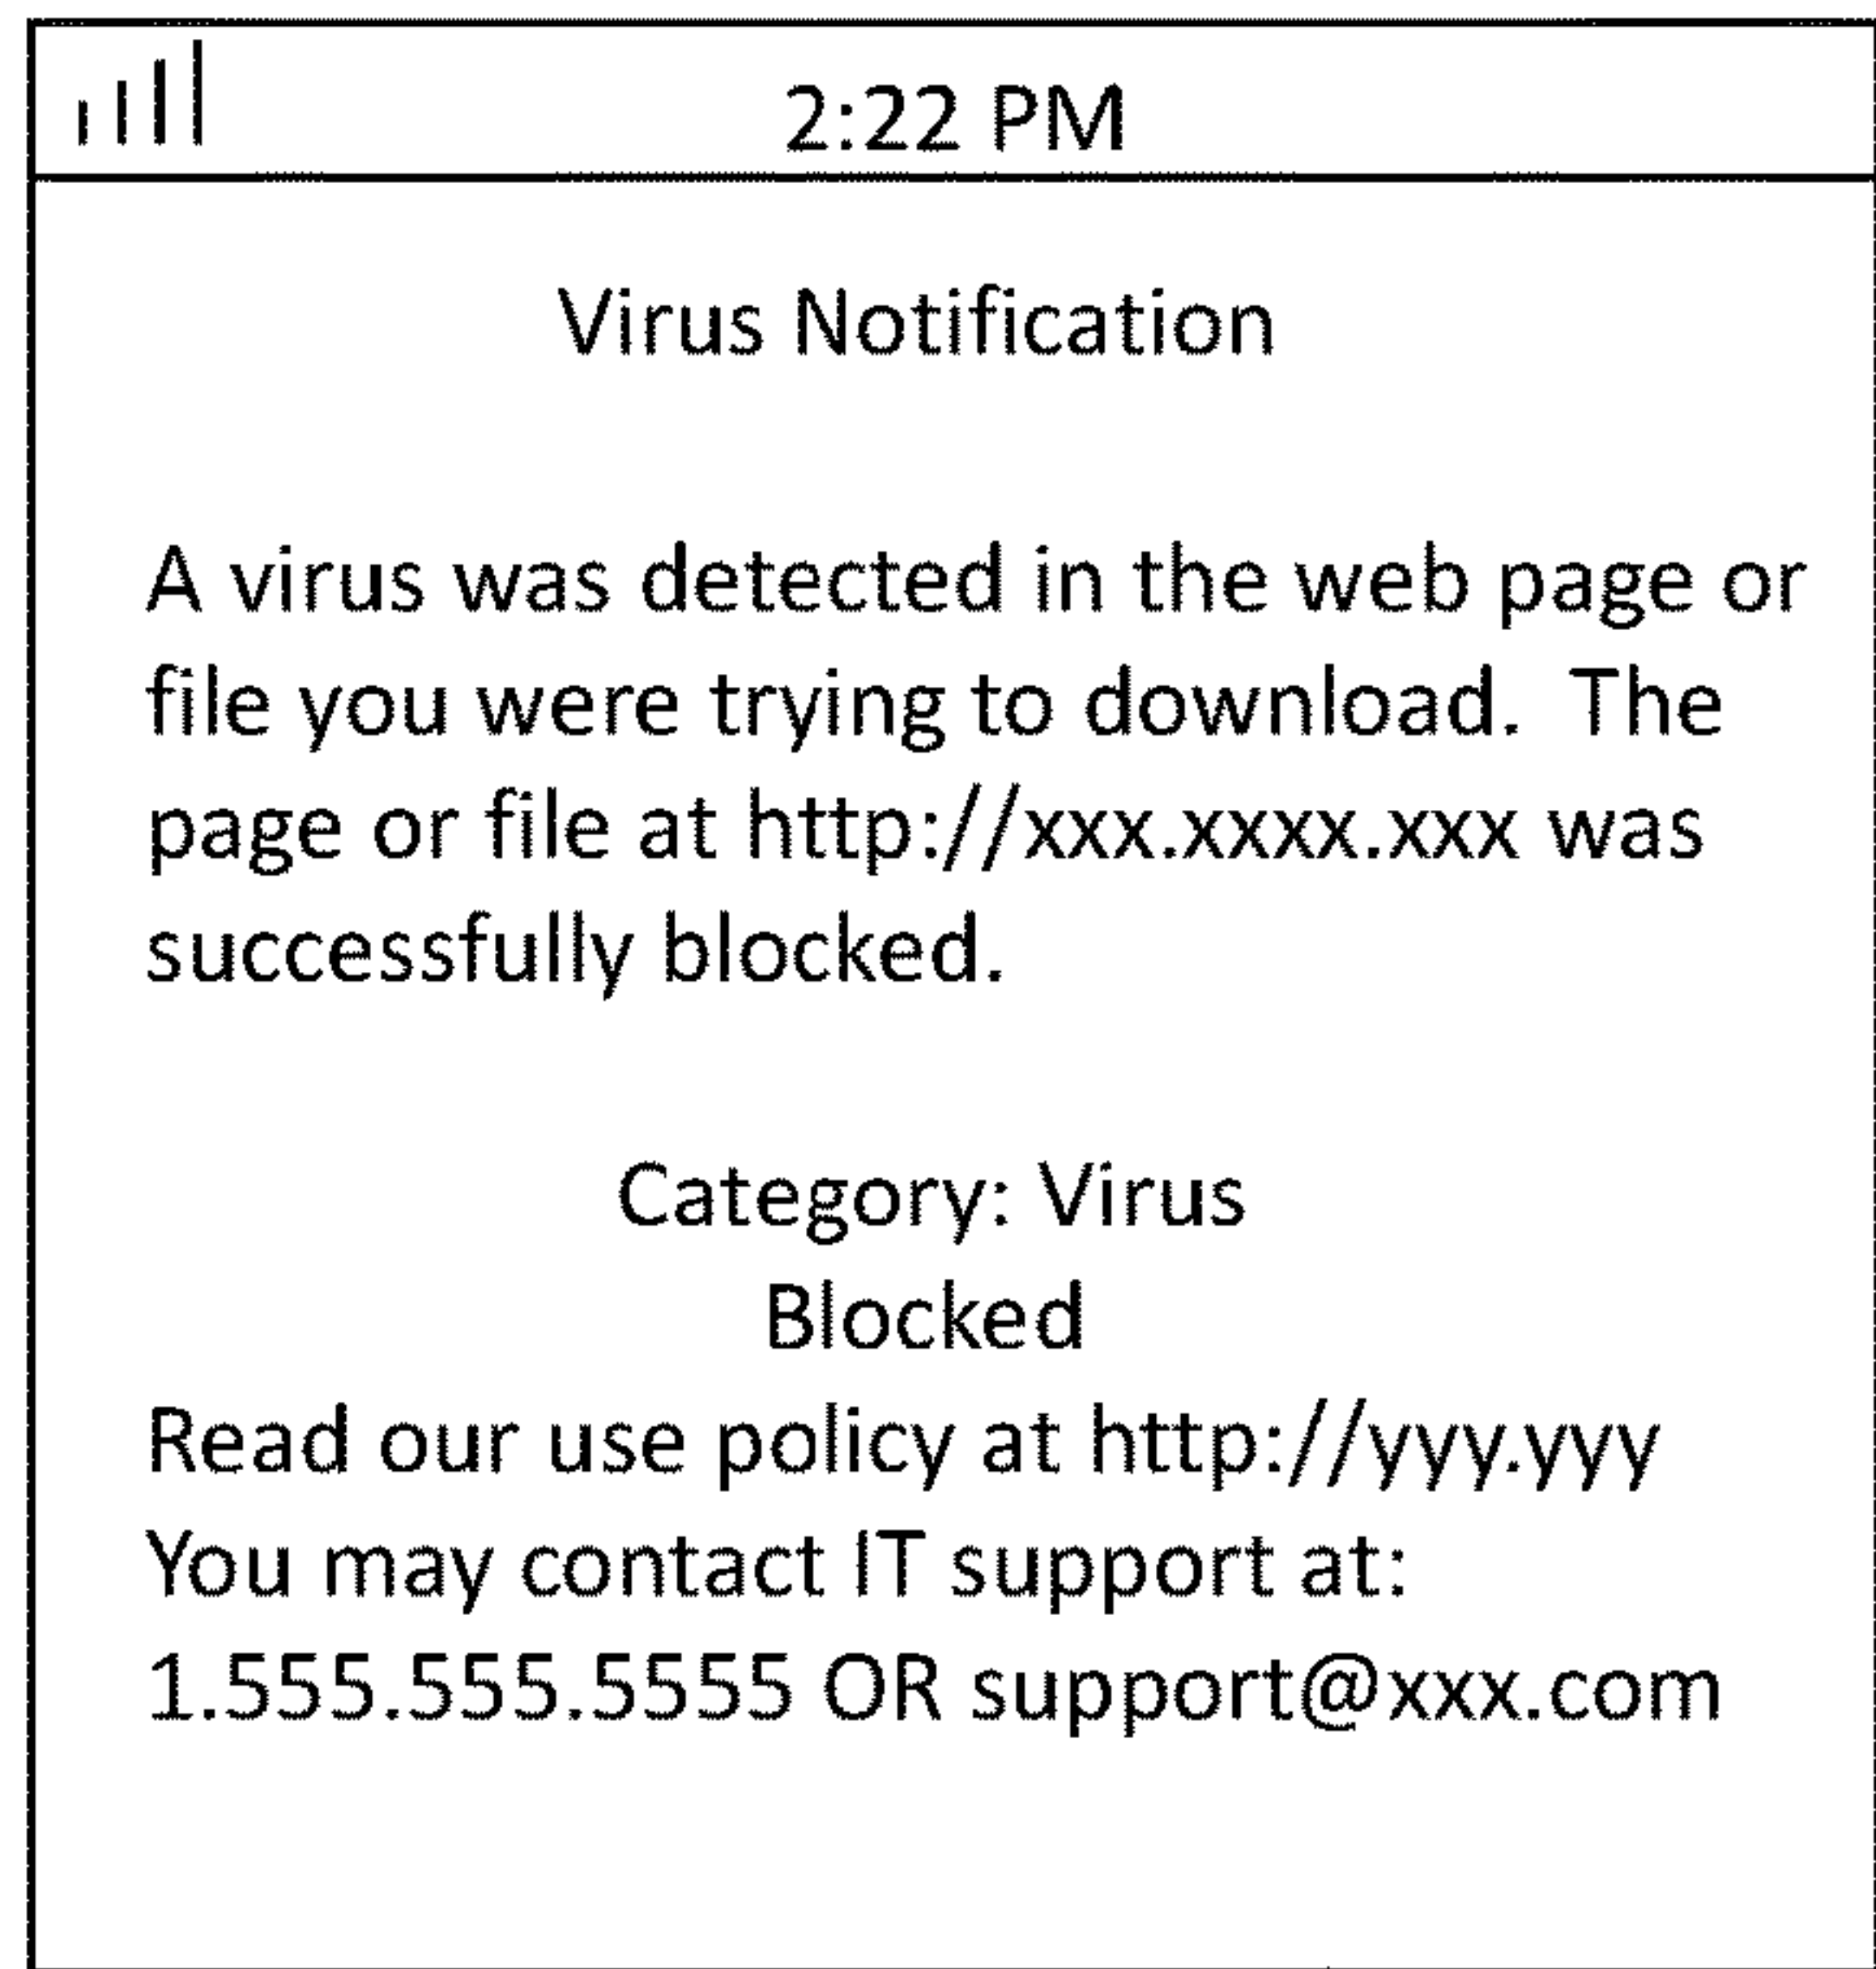 2:22 PM
Virus Notification
A virus was detected in the web page or
file you were trying to download.  The
page or file at http://xxx.xxxx.xxx was
successfully blocked.
Category: Virus
Blocked
Read our use policy at http://yyy.yyy
You may contact IT support at:
1.555.555.5555 OR support@xxx.com